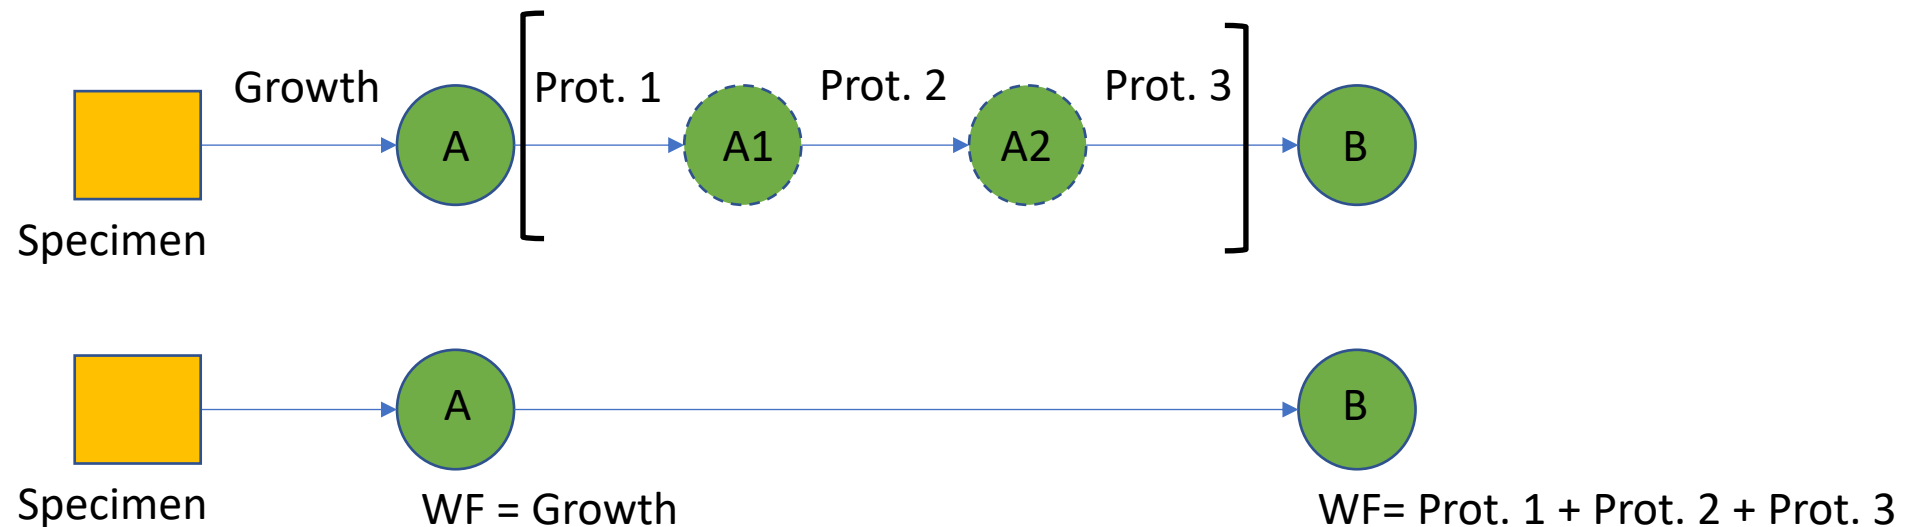 Growth
Prot. 1
Prot. 2
Prot. 3
A
A1
A2
B
Specimen
A
B
Specimen
WF = Growth
WF= Prot. 1 + Prot. 2 + Prot. 3